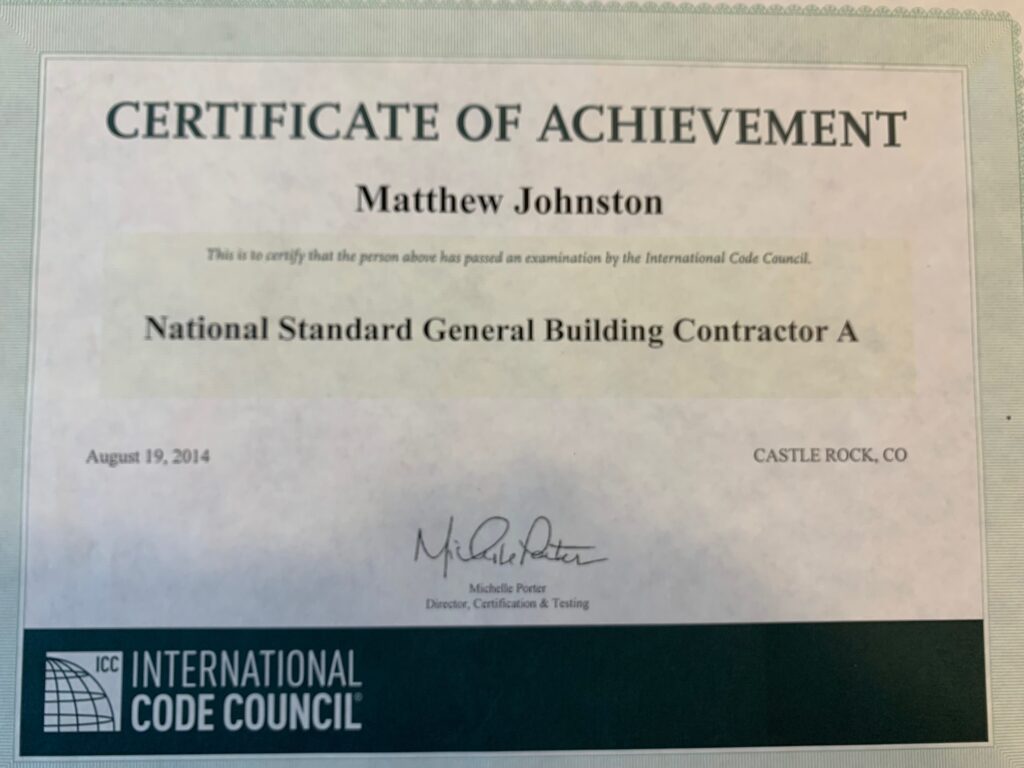 CERTIFICATE OF ACHIEVEMENT
Matthew Johnston
This is to certify that the person above has passed an examination by the International Code Council.
National Standard General Building Contractor A
August 19, 2014
CASTLE ROCK, CO
Michelle Porter
Michelle Porter
Director, Certification & Testing
ICC INTERNATIONAL
CODE COUNCIL®